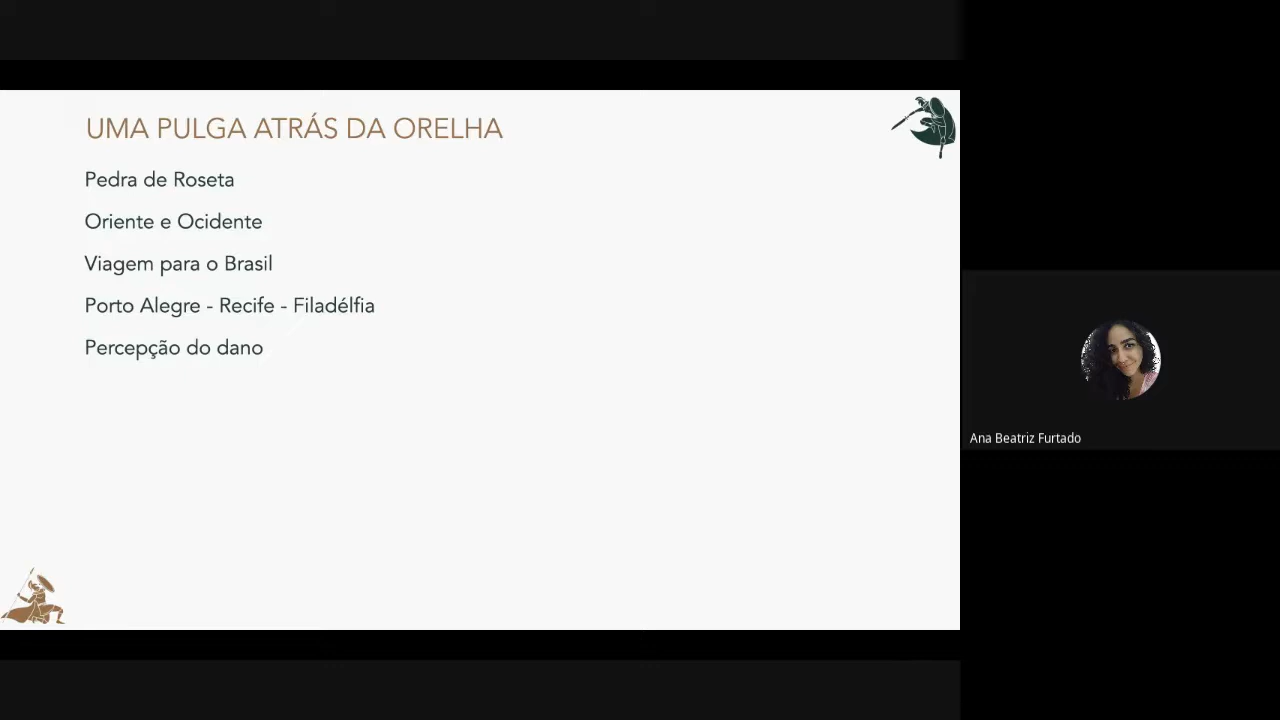 UMA PULGA ATRÁS DA ORELHA
Pedra de Roseta
Oriente e Ocidente
Viagem para o Brasil
Porto Alegre - Recife - Filadélfia
Percepção do dano
Ana Beatriz Furtado